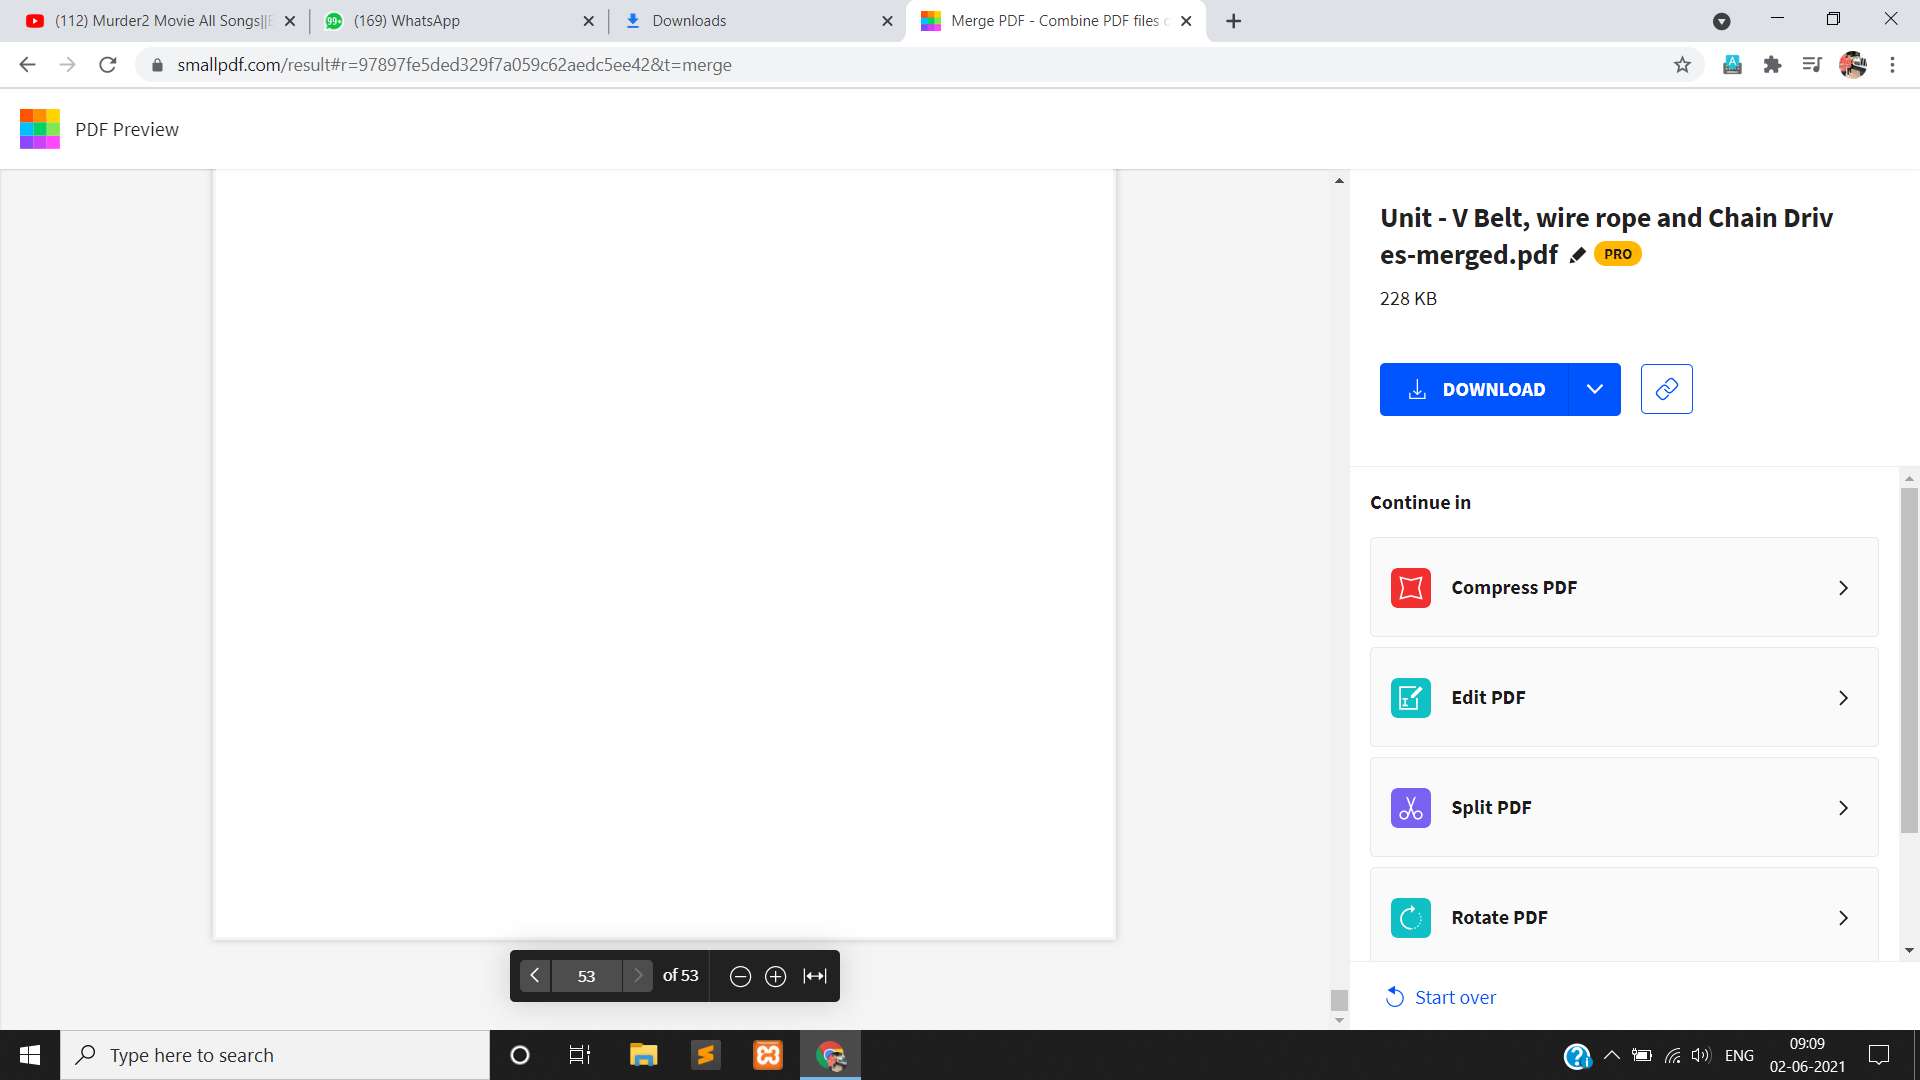 (112) Murder2 Movie All Songs||
(169) WhatsApp
Downloads
Merge PDF - Combine PDF files
smallpdf.com/result#r=97897fe5ded329f7a059c62aedc5ee42&t=merge
PDF Preview
Unit - V Belt, wire rope and Chain Driv
es-merged.pdf PRO
228 KB
DOWNLOAD
Continue in
Compress PDF
Edit PDF
Split PDF
Rotate PDF
Start over
53 of 53
Type here to search
ENG
09:09
02-06-2021